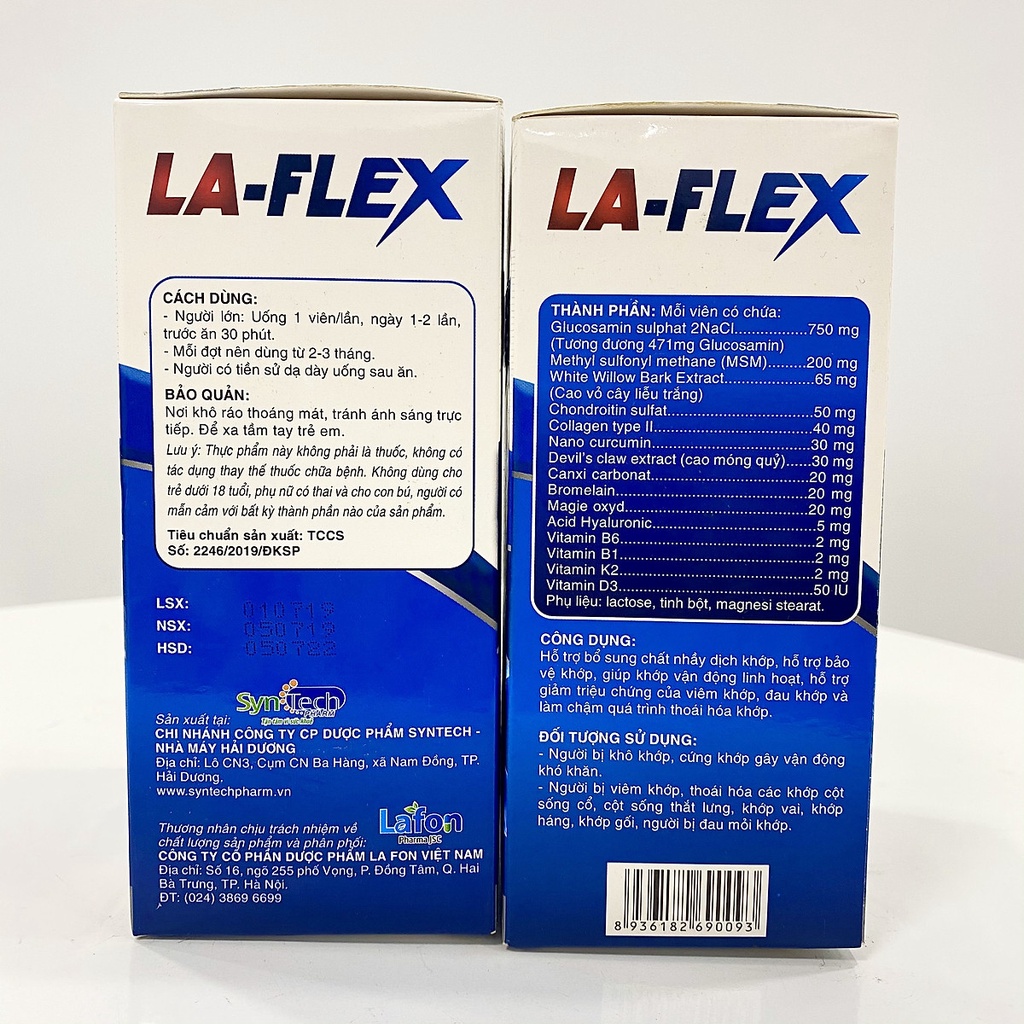 LA-FLEX
CÁCH DÙNG:
- Người lớn: Uống 1 viên/lần, ngày 1-2 lần,
trước ăn 30 phút.
- Mỗi đợt nên dùng từ 2-3 tháng.
- Người có tiền sử dạ dày uống sau ăn.
BẢO QUẢN:
Nơi khô ráo thoáng mát, tránh ánh sáng trực
tiếp. Để xa tầm tay trẻ em.
Lưu ý: Thực phẩm này không phải là thuốc, không có
tác dụng thay thế thuốc chữa bệnh. Không dùng cho
trẻ dưới 18 tuổi, phụ nữ có thai và cho con bú, người có
mẫn cảm với bất kỳ thành phần nào của sản phẩm.
Tiêu chuẩn sản xuất: TCCS
Số: 2246/2019/ĐKSP
LSX: 010719
NSX: 050719
HSD: 050722
SynTech
PHARM
Sản xuất tại:
CHI NHÁNH CÔNG TY CP DƯỢC PHẨM SYNTECH -
NHÀ MÁY HẢI DƯƠNG
Địa chỉ: Lô CN3, Cụm CN Ba Hàng, xã Nam Đồng, TP.
Hải Dương.
www.syntechpharm.vn
Lafon
Pharma JSC
Thương nhân chịu trách nhiệm về
chất lượng sản phẩm và phân phối:
CÔNG TY CỔ PHẦN DƯỢC PHẨM LA FON VIỆT NAM
Địa chỉ: Số 16, ngõ 255 phố Vọng, P. Đồng Tâm, Q. Hai
Bà Trưng, TP. Hà Nội.
ĐT: (024) 3869 6699
LA-FLEX
THÀNH PHẦN: Mỗi viên có chứa:
Glucosamin sulphat 2NaCl................750 mg
(Tương đương 471mg Glucosamin)
Methyl sulfonyl methane (MSM).........200 mg
White Willow Bark Extract....................65 mg
(Cao vỏ cây liễu trắng)
Chondroitin sulfat................................50 mg
Collagen type II...................................40 mg
Nano curcumin...................................30 mg
Devil's claw extract (cao móng quỷ)......30 mg
Canxi carbonat...................................20 mg
Bromelain..........................................20 mg
Magie oxyd........................................20 mg
Acid Hyaluronic....................................5 mg
Vitamin B6...........................................2 mg
Vitamin B1...........................................2 mg
Vitamin K2...........................................2 mg
Vitamin D3.........................................50 IU
Phụ liệu: lactose, tinh bột, magnesi stearat.
CÔNG DỤNG:
Hỗ trợ bổ sung chất nhầy dịch khớp, hỗ trợ bảo
vệ khớp, giúp khớp vận động linh hoạt, hỗ trợ
giảm triệu chứng của viêm khớp, đau khớp và
làm chậm quá trình thoái hóa khớp.
ĐỐI TƯỢNG SỬ DỤNG:
- Người bị khô khớp, cứng khớp gây vận động
khó khăn.
- Người bị viêm khớp, thoái hóa các khớp cột
sống cổ, cột sống thắt lưng, khớp vai, khớp
háng, khớp gối, người bị đau mỏi khớp.
8 936182 690093